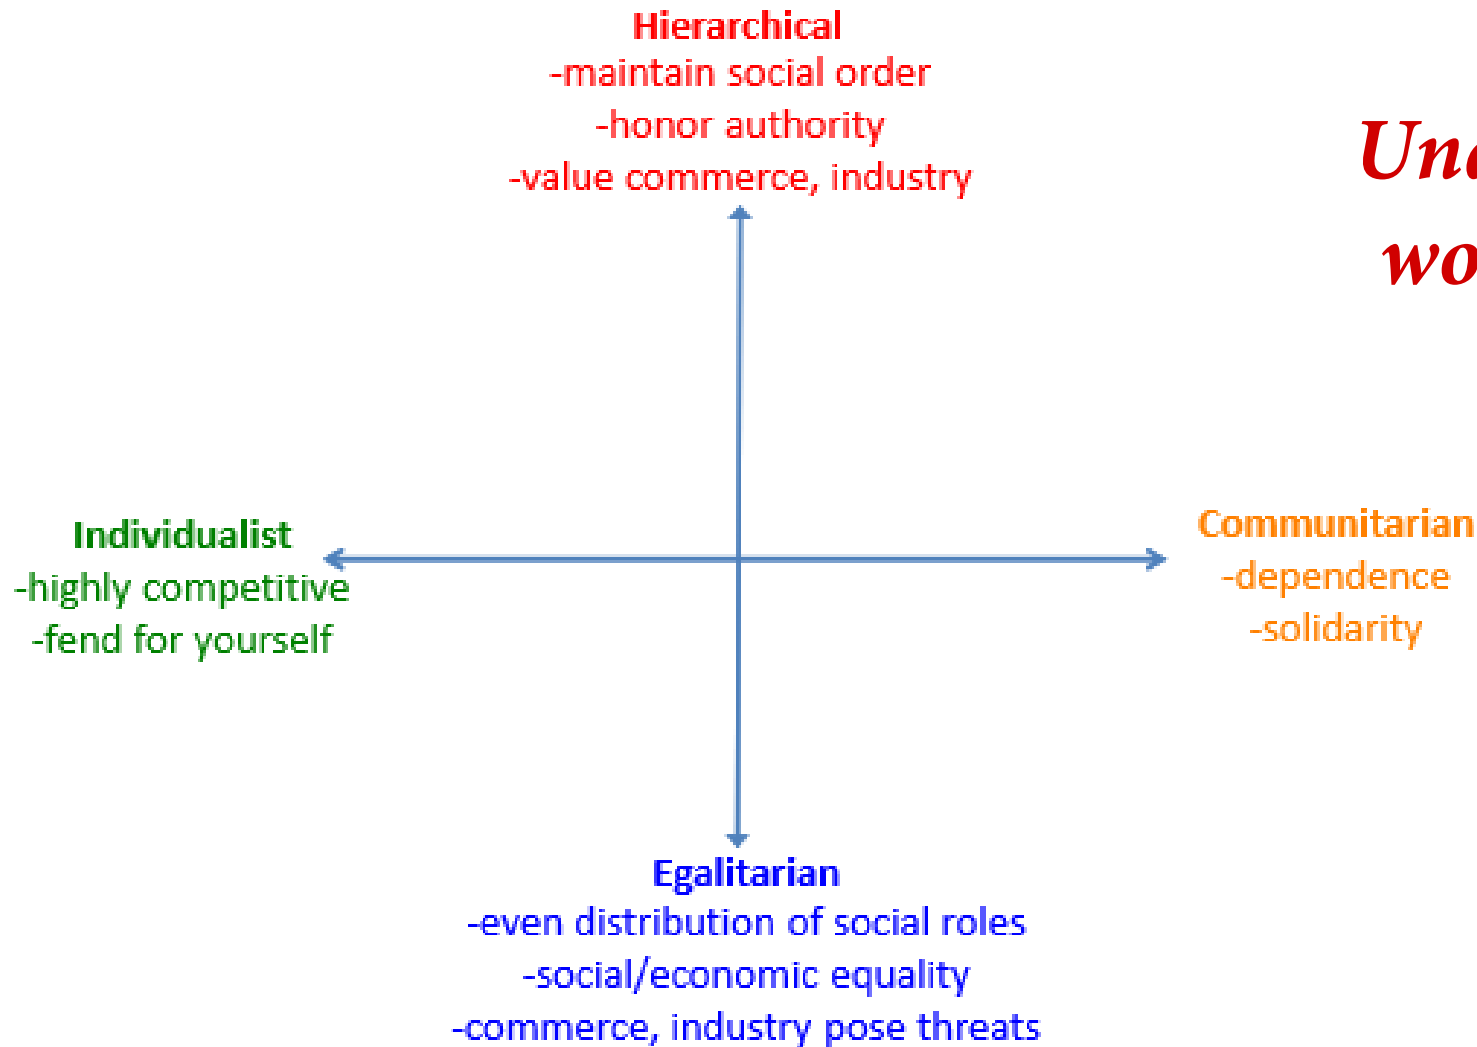 Hierarchical
-maintain social order
-honor authority
-value commerce, industry
Individualist
-highly competitive
-fend for yourself
Communitarian
-dependence
-solidarity
Egalitarian
-even distribution of social roles
-social/economic equality
-commerce, industry pose threats